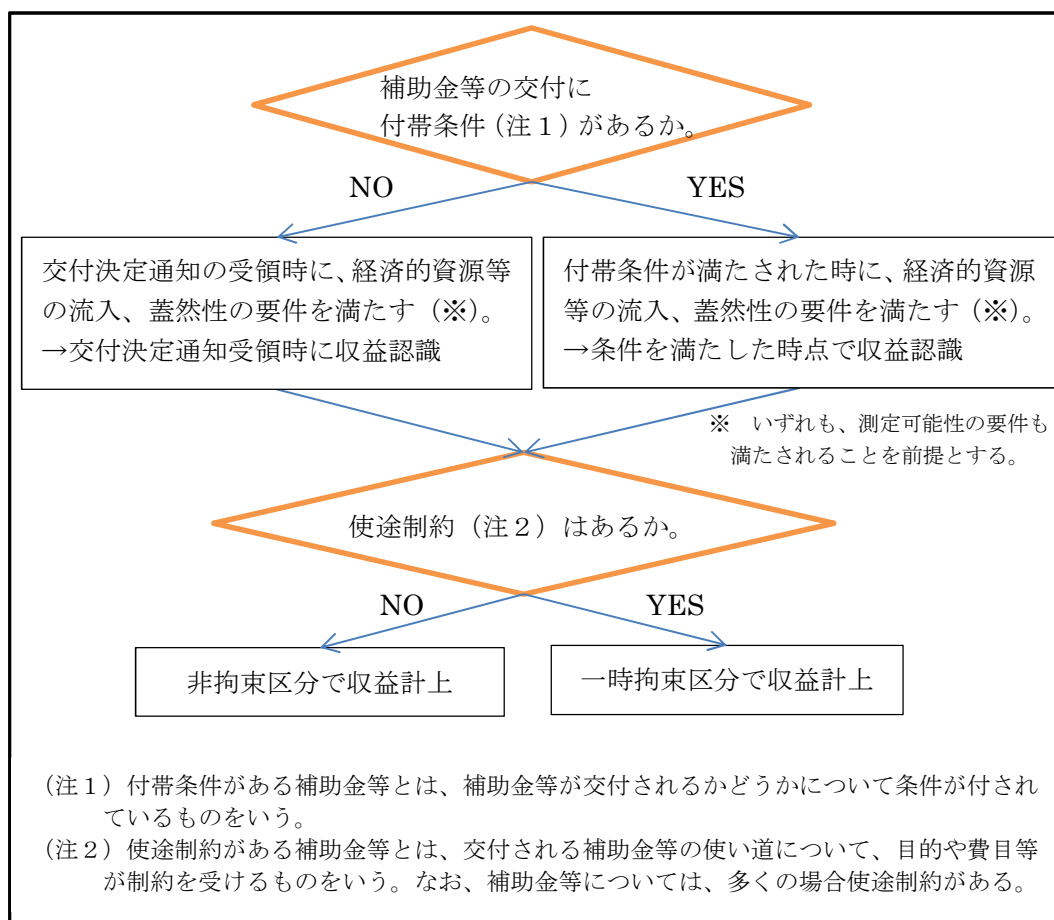 補助金等の交付に
付帯条件（注１）があるか。
NO
YES
交付決定通知の受領時に、経済的資源等
の流入、蓋然性の要件を満たす（※）。
→交付決定通知受領時に収益認識
付帯条件が満たされた時に、経済的資源
等の流入、蓋然性の要件を満たす（※）。
→条件を満たした時点で収益認識
※　いずれも、測定可能性の要件も
満たされることを前提とする。
使途制約（注２）はあるか。
NO
YES
非拘束区分で収益計上
一時拘束区分で収益計上
（注１）付帯条件がある補助金等とは、補助金等が交付されるかどうかについて条件が付され
ているものをいう。
（注２）使途制約がある補助金等とは、交付される補助金等の使い道について、目的や費目等
が制約を受けるものをいう。なお、補助金等については、多くの場合使途制約がある。